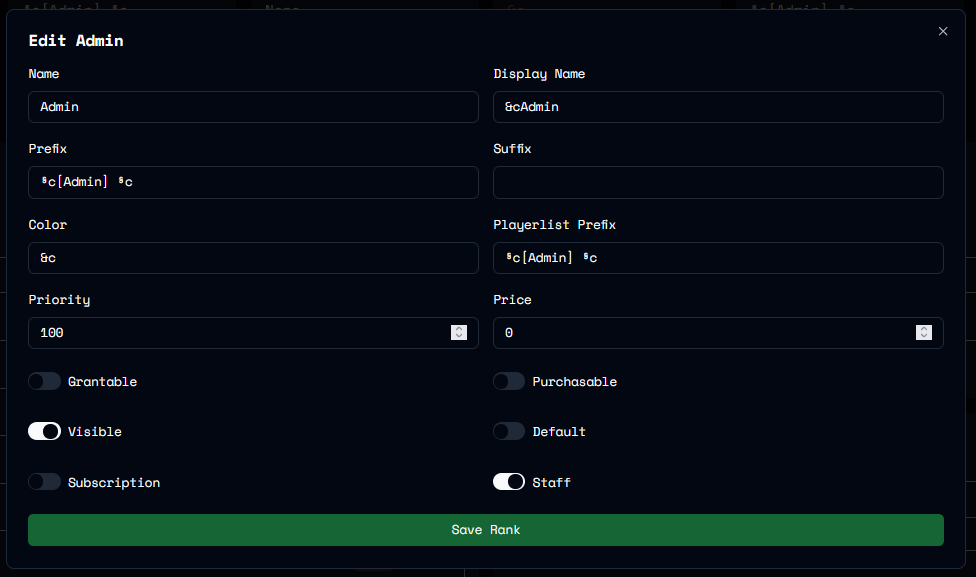 Edit Admin
Name
Display Name
Admin
&cAdmin
Prefix
Suffix
§c[Admin] §c
Color
Playerlist Prefix
&c
§c[Admin] §c
Priority
Price
100
0
Grantable
Purchasable
Visible
Default
Subscription
Staff
Save Rank